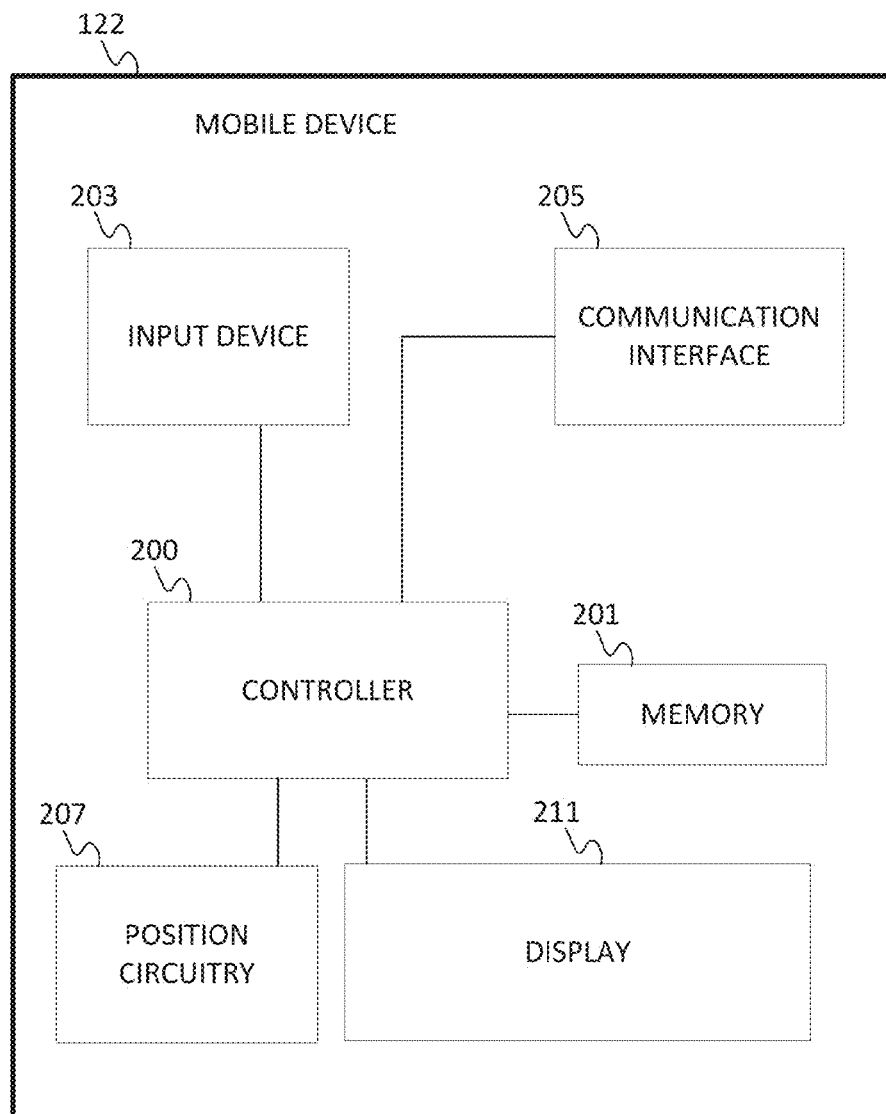 122
MOBILE DEVICE
203
205
INPUT DEVICE
COMMUNICATION
INTERFACE
200
201
CONTROLLER
MEMORY
207
211
POSITION
CIRCUITRY
DISPLAY